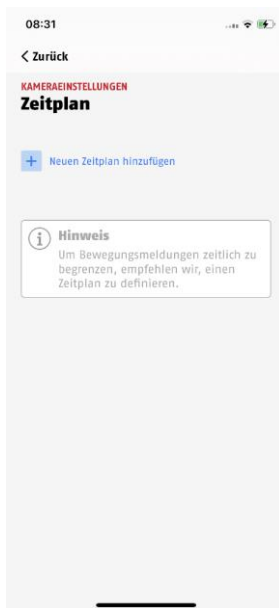 08:31
Zurück
KAMERAEINSTELLUNGEN
Zeitplan
+ Neuen Zeitplan hinzufügen
i Hinweis
Um Bewegungsmeldungen zeitlich zu
begrenzen, empfehlen wir, einen
Zeitplan zu definieren.